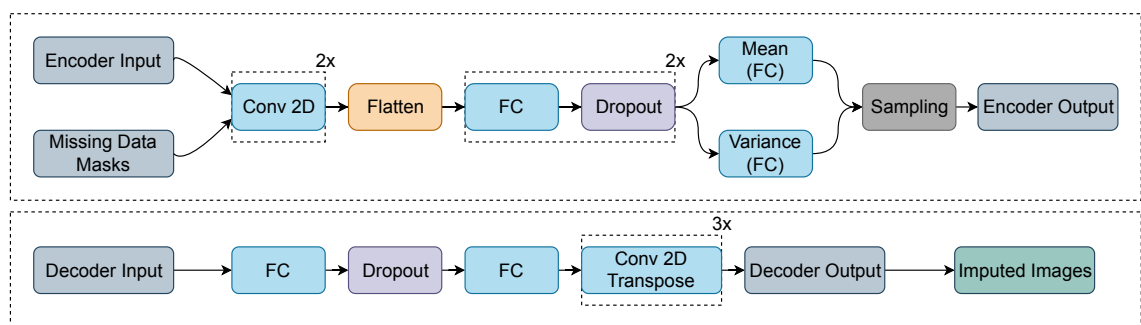 Encoder Input
Missing Data
Masks
2x
Conv 2D
Flatten
2x
FC
Dropout
Mean
(FC)
Variance
(FC)
Sampling
Encoder Output
Decoder Input
FC
Dropout
FC
3x
Conv 2D
Transpose
Decoder Output
Imputed Images